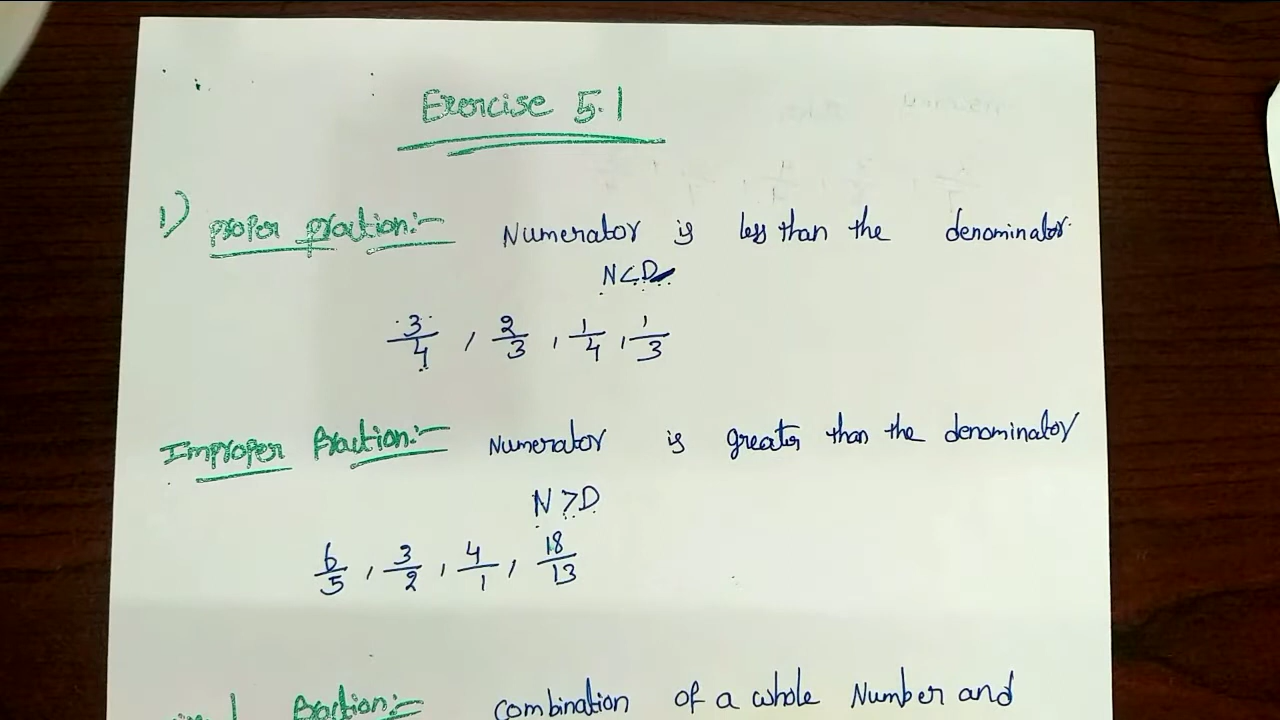 Exercise 5.1
1) proper fraction:- Numerator is less than the denominator.
N<D
3/4 , 2/3 , 1/4 , 1/3
Improper fraction:- Numerator is greater than the denominator
N>D
6/5 , 3/2 , 4/1 , 18/13
fraction:- combination of a whole Number and